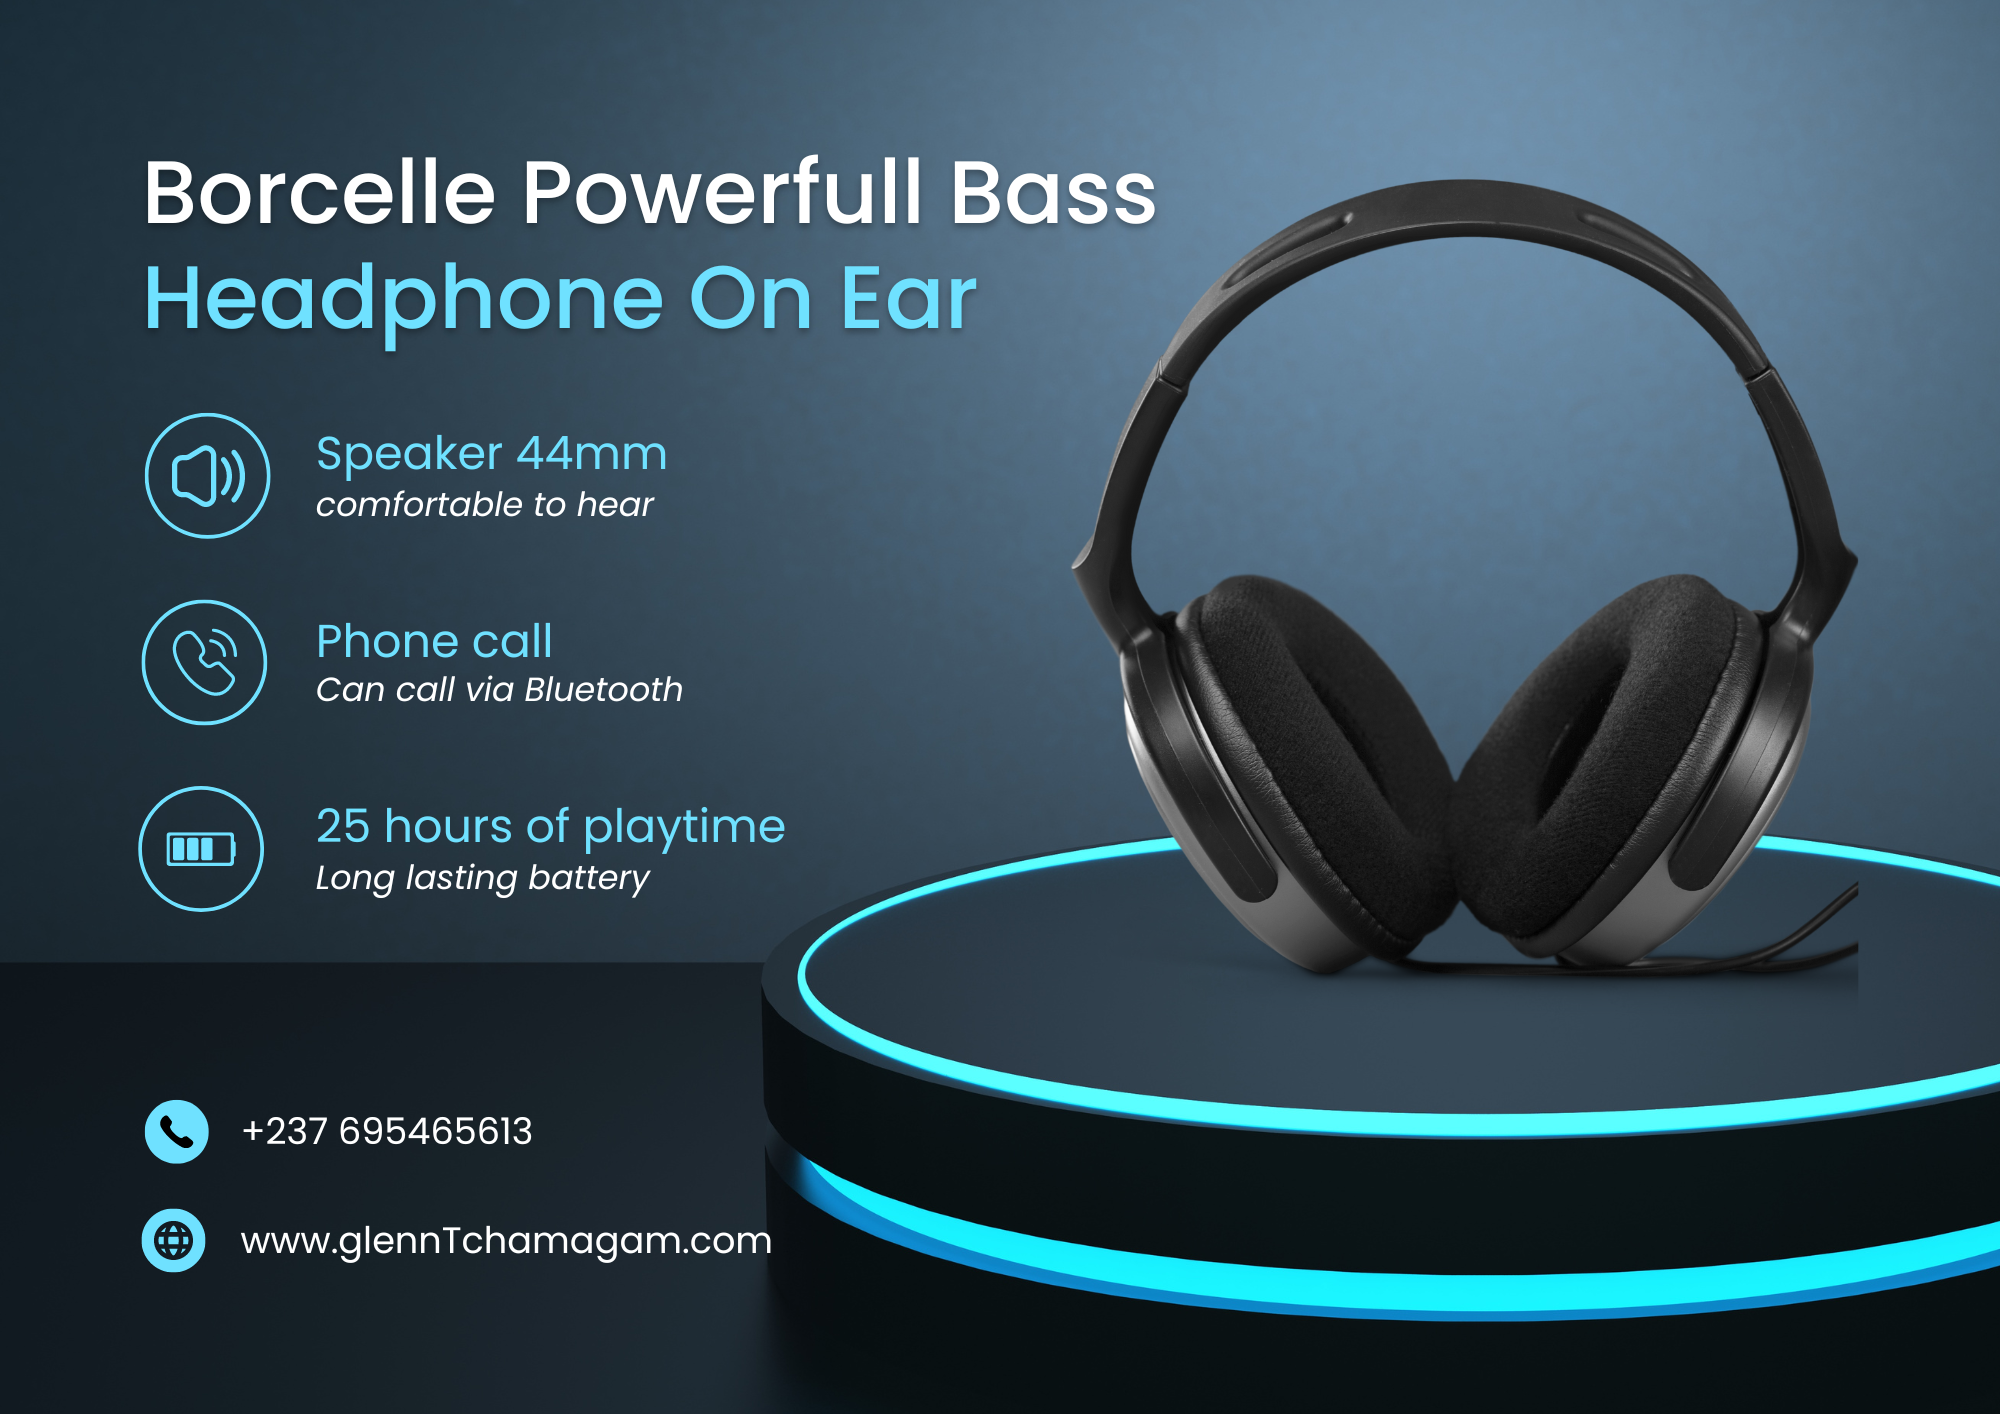 Borcelle Powerfull Bass
Headphone On Ear
Speaker 44mm
comfortable to hear
Phone call
Can call via Bluetooth
25 hours of playtime
Long lasting battery
+237 695465613
www.glennTchamagam.com